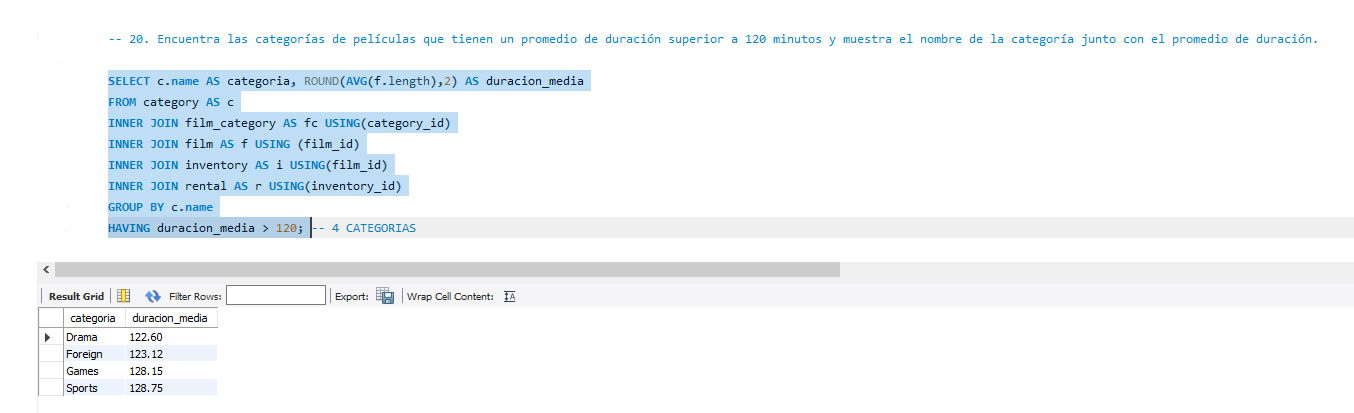 -- 20. Encuentra las categorías de películas que tienen un promedio de duración superior a 120 minutos y muestra el nombre de la categoría junto con el promedio de duración.
SELECT c.name AS categoria, ROUND(AVG(f.length),2) AS duracion_media
FROM category AS c
INNER JOIN film_category AS fc USING(category_id)
INNER JOIN film AS f USING (film_id)
INNER JOIN inventory AS i USING(film_id)
INNER JOIN rental AS r USING(inventory_id)
GROUP BY c.name
HAVING duracion_media > 120; -- 4 CATEGORIAS
Result Grid Filter Rows: Export: Wrap Cell Content: IA
categoria duracion_media
Drama 122.60
Foreign 123.12
Games 128.15
Sports 128.75